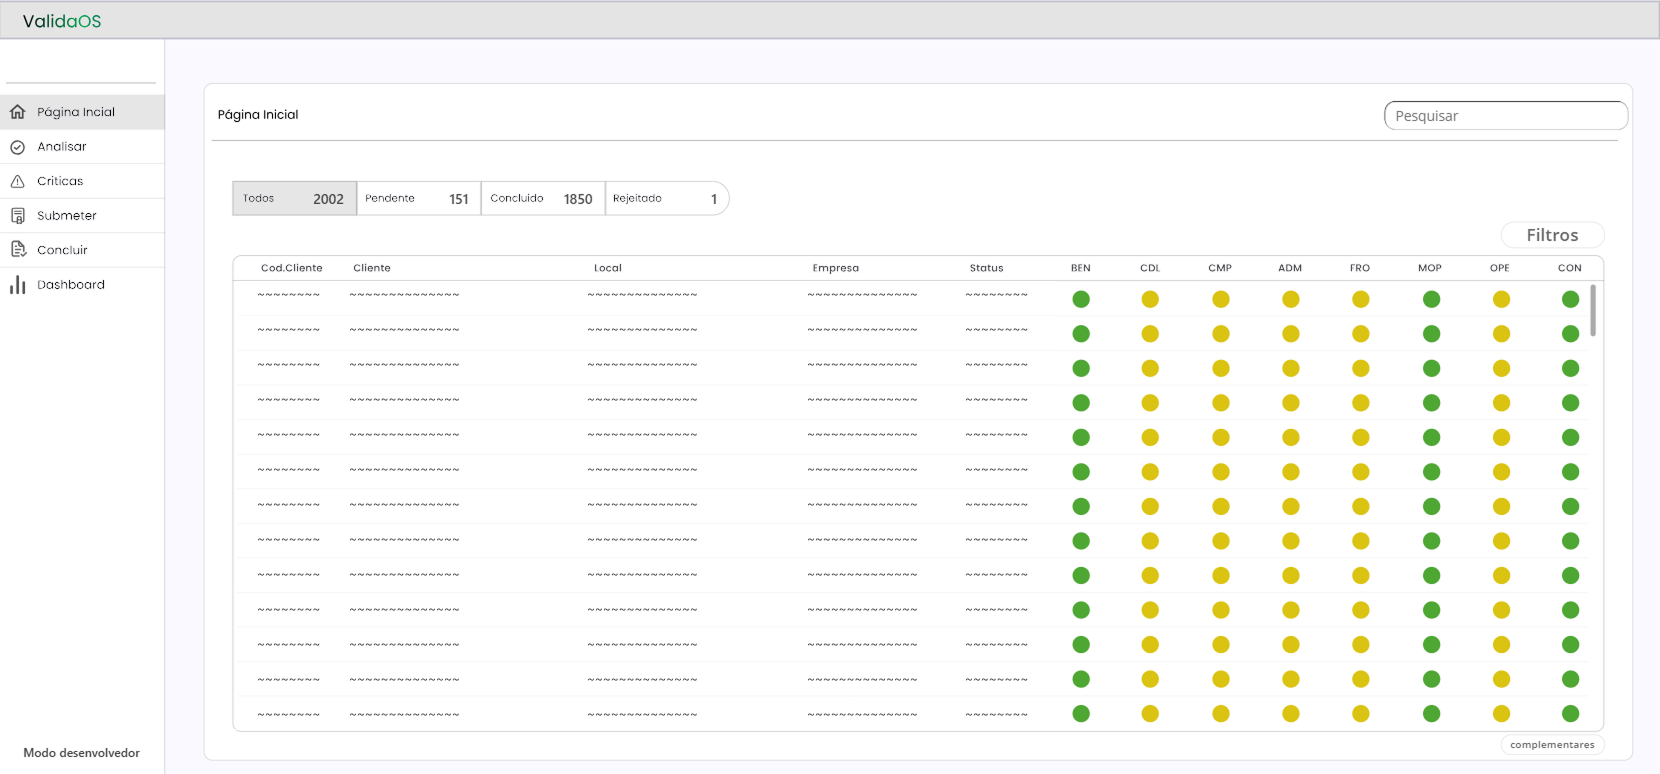 ValidaOS
Página Incial
Analisar
Criticas
Submeter
Concluir
Dashboard
Modo desenvolvedor
Página Inicial
Pesquisar
Todos 2002 Pendente 151 Concluido 1850 Rejeitado 1
Filtros
Cod.Cliente Cliente Local Empresa Status BEN CDL CMP ADM FRO MOP OPE CON
~~~~~~~~ ~~~~~~~~~~~~~~ ~~~~~~~~~~~~~~ ~~~~~~~~~~~~~~ ~~~~~~~~
~~~~~~~~ ~~~~~~~~~~~~~~ ~~~~~~~~~~~~~~ ~~~~~~~~~~~~~~ ~~~~~~~~
~~~~~~~~ ~~~~~~~~~~~~~~ ~~~~~~~~~~~~~~ ~~~~~~~~~~~~~~ ~~~~~~~~
~~~~~~~~ ~~~~~~~~~~~~~~ ~~~~~~~~~~~~~~ ~~~~~~~~~~~~~~ ~~~~~~~~
~~~~~~~~ ~~~~~~~~~~~~~~ ~~~~~~~~~~~~~~ ~~~~~~~~~~~~~~ ~~~~~~~~
~~~~~~~~ ~~~~~~~~~~~~~~ ~~~~~~~~~~~~~~ ~~~~~~~~~~~~~~ ~~~~~~~~
~~~~~~~~ ~~~~~~~~~~~~~~ ~~~~~~~~~~~~~~ ~~~~~~~~~~~~~~ ~~~~~~~~
~~~~~~~~ ~~~~~~~~~~~~~~ ~~~~~~~~~~~~~~ ~~~~~~~~~~~~~~ ~~~~~~~~
~~~~~~~~ ~~~~~~~~~~~~~~ ~~~~~~~~~~~~~~ ~~~~~~~~~~~~~~ ~~~~~~~~
~~~~~~~~ ~~~~~~~~~~~~~~ ~~~~~~~~~~~~~~ ~~~~~~~~~~~~~~ ~~~~~~~~
~~~~~~~~ ~~~~~~~~~~~~~~ ~~~~~~~~~~~~~~ ~~~~~~~~~~~~~~ ~~~~~~~~
~~~~~~~~ ~~~~~~~~~~~~~~ ~~~~~~~~~~~~~~ ~~~~~~~~~~~~~~ ~~~~~~~~
~~~~~~~~ ~~~~~~~~~~~~~~ ~~~~~~~~~~~~~~ ~~~~~~~~~~~~~~ ~~~~~~~~
complementares